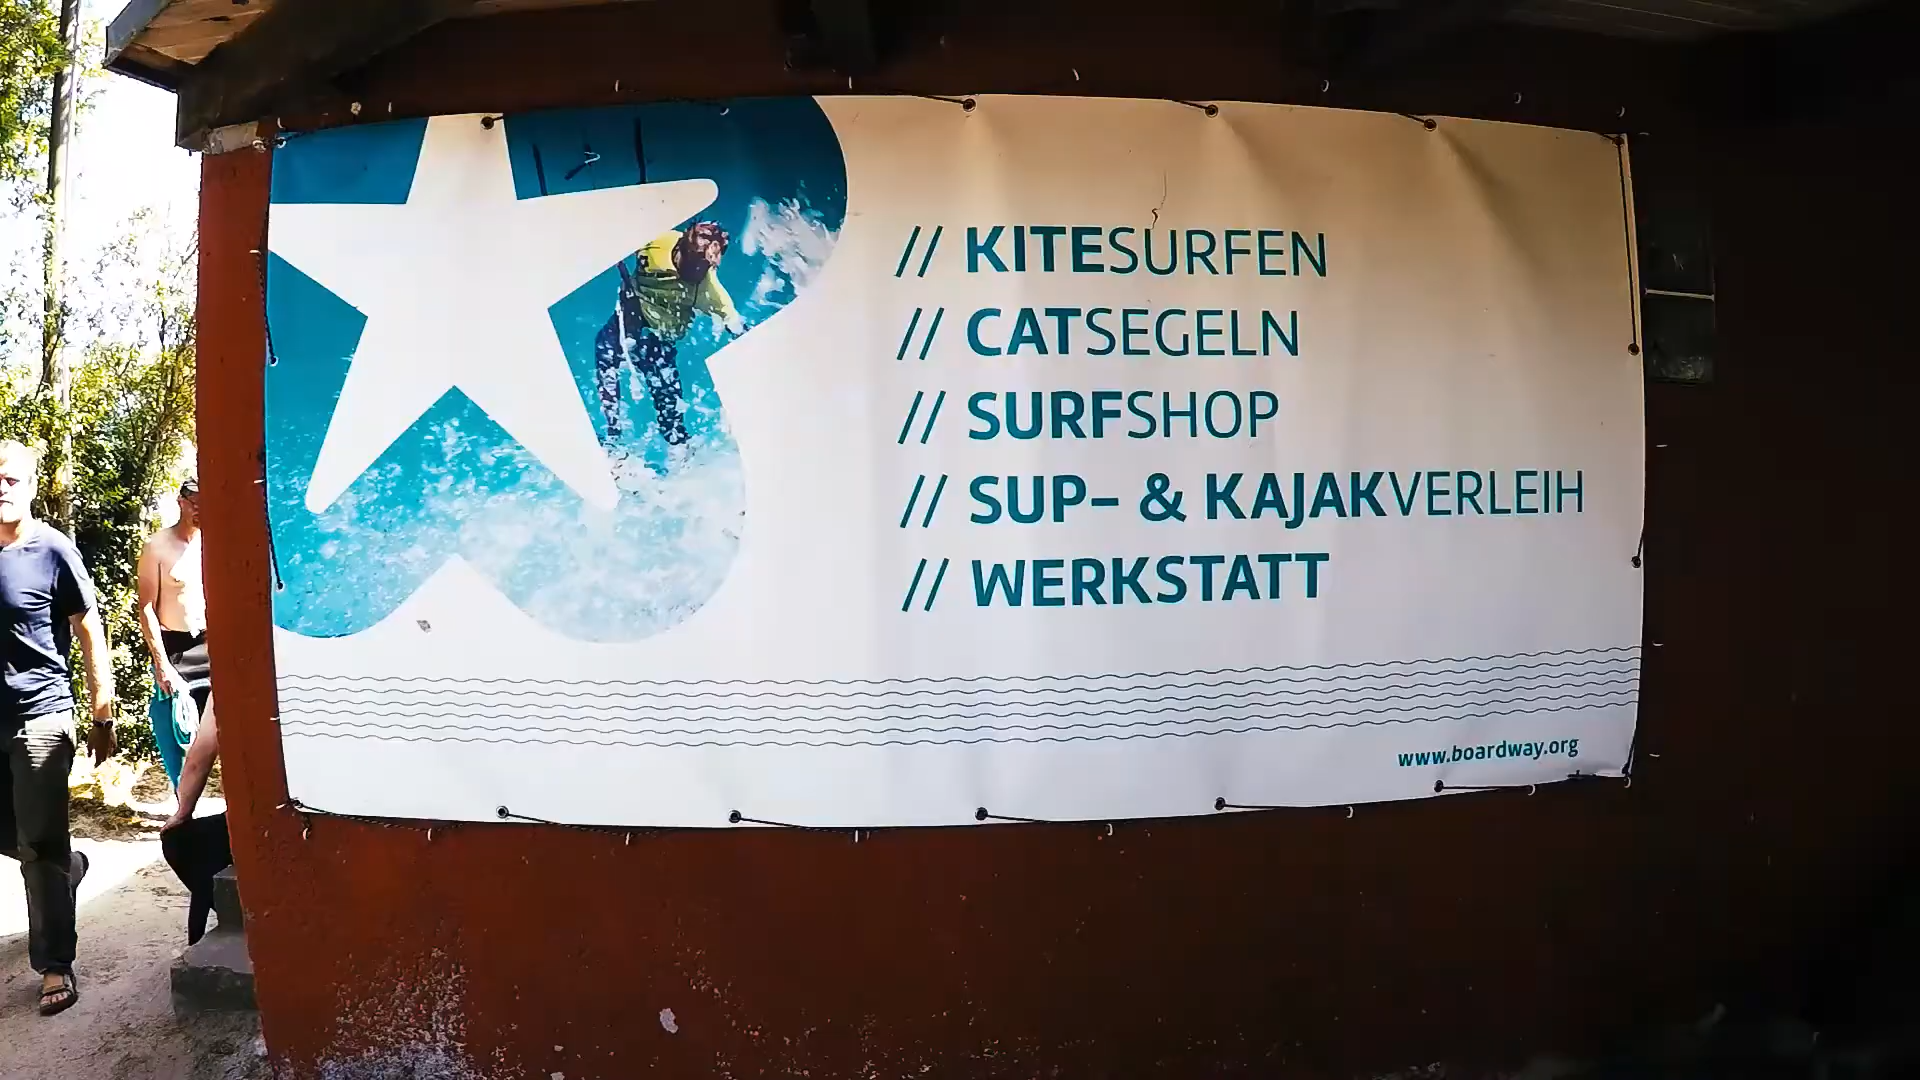 // KITESURFEN
// CATSEGELN
// SURFSHOP
// SUP- & KAJAKVERLEIH
// WERKSTATT
www.boardway.org